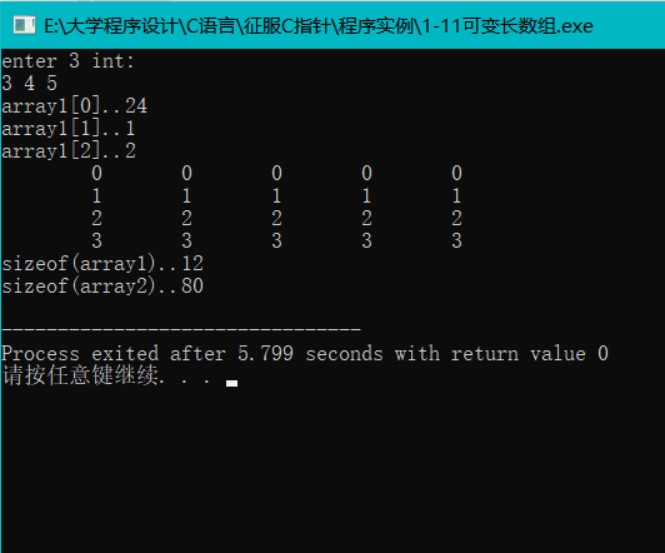 E:\大学程序设计\C语言\征服C指针\程序实例\1-11可变长数组.exe
enter 3 int:
3 4 5
array1[0]..24
array1[1]..1
array1[2]..2
0 0 0 0 0
1 1 1 1 1
2 2 2 2 2
3 3 3 3 3
sizeof(array1)..12
sizeof(array2)..80
--------------------------------
Process exited after 5.799 seconds with return value 0
请按任意键继续. . .